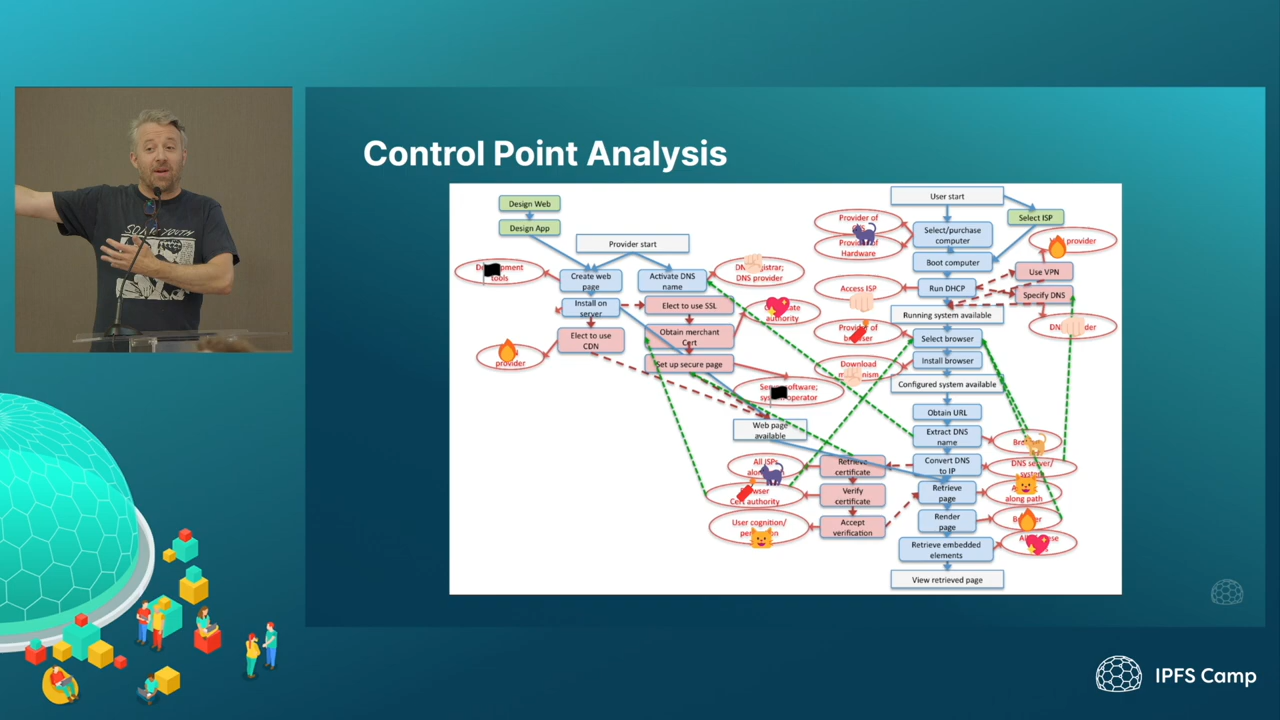 Control Point Analysis
Design Web
Design App
Provider start
Create web
page
Activate DNS
name
Install on
server
Elect to use SSL
Elect to use
CDN
Obtain merchant
Cert
provider
Set up secure page
authority
tools
DNS provider
Web page
available
Retrieve
certificate
Verify
certificate
Accept
verification
All ISPs
Cert authority
User cognition/
User start
Select ISP
Provider of
Hardware
Select/purchase
computer
provider
Boot computer
Use VPN
Access ISP
Run DHCP
Specify DNS
Running system available
browser
Select browser
Download
Install browser
Configured system available
Obtain URL
Extract DNS
name
Convert DNS
to IP
DNS server/
Retrieve
page
along path
Render
page
Retrieve embedded
elements
View retrieved page
IPFS Camp
SONIC YOUTH